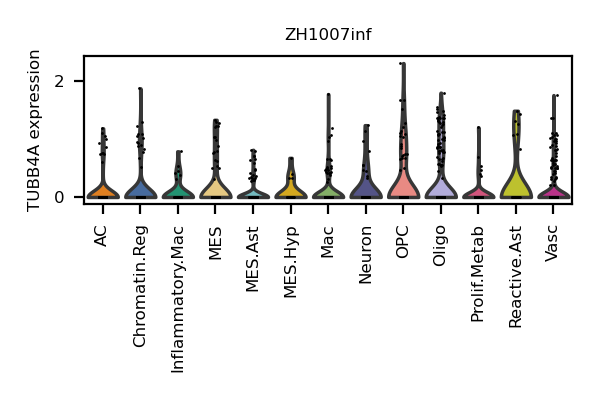 ZH1007inf
TUBB4A expression
2
0
AC
Chromatin.Reg
Inflammatory.Mac
MES
MES.Ast
MES.Hyp
Mac
Neuron
OPC
Oligo
Prolif.Metab
Reactive.Ast
Vasc